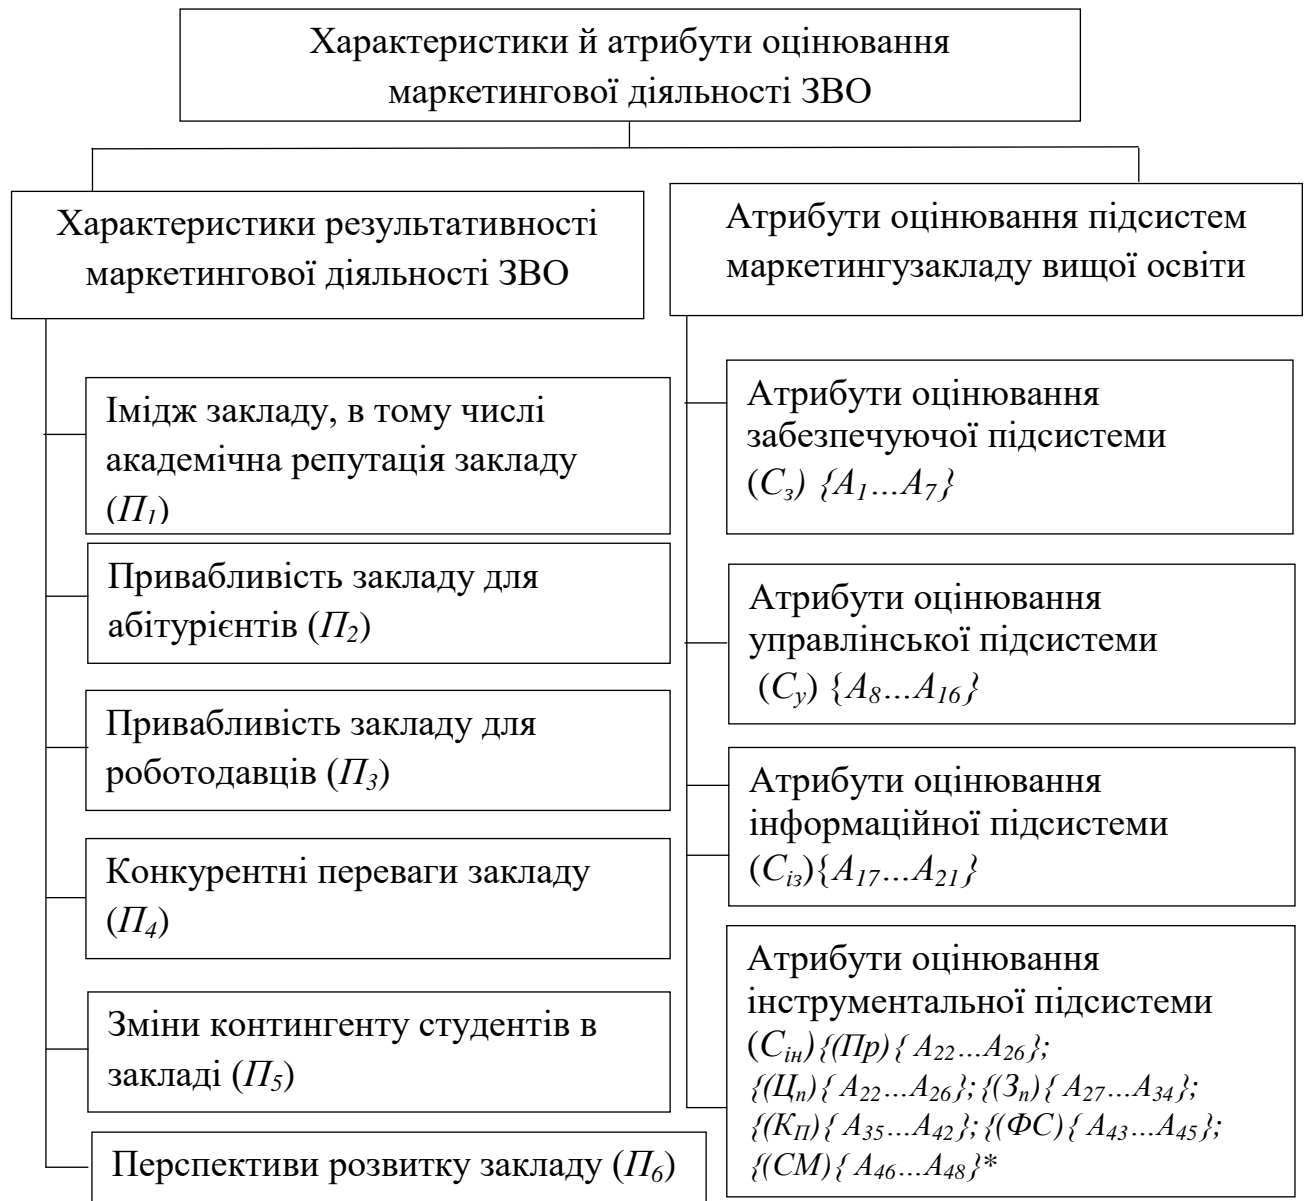 Характеристики й атрибути оцінювання
маркетингової діяльності ЗВО
Характеристики результативності
маркетингової діяльності ЗВО
Імідж закладу, в тому числі
академічна репутація закладу
(П₁)
Привабливість закладу для
абітурієнтів (П₂)
Привабливість закладу для
роботодавців (П₃)
Конкурентні переваги закладу
(П₄)
Зміни контингенту студентів в
закладі (П₅)
Перспективи розвитку закладу (П₆)
Атрибути оцінювання підсистем
маркетингузакладу вищої освіти
Атрибути оцінювання
забезпечуючої підсистеми
(Сз) {А₁…А₇}
Атрибути оцінювання
управлінської підсистеми
(Су) {А₈…А₁₆}
Атрибути оцінювання
інформаційної підсистеми
(Сіз){А₁₇…А₂₁}
Атрибути оцінювання
інструментальної підсистеми
(Сін){(Пр){ А₂₂…А₂₆};
{(Цп){ А₂₂…А₂₆}; {(Зп){ А₂₇…А₃₄};
{(КП){ А₃₅…А₄₂}; {(ФС){ А₄₃…А₄₅};
{(СМ){ А₄₆…А₄₈}*